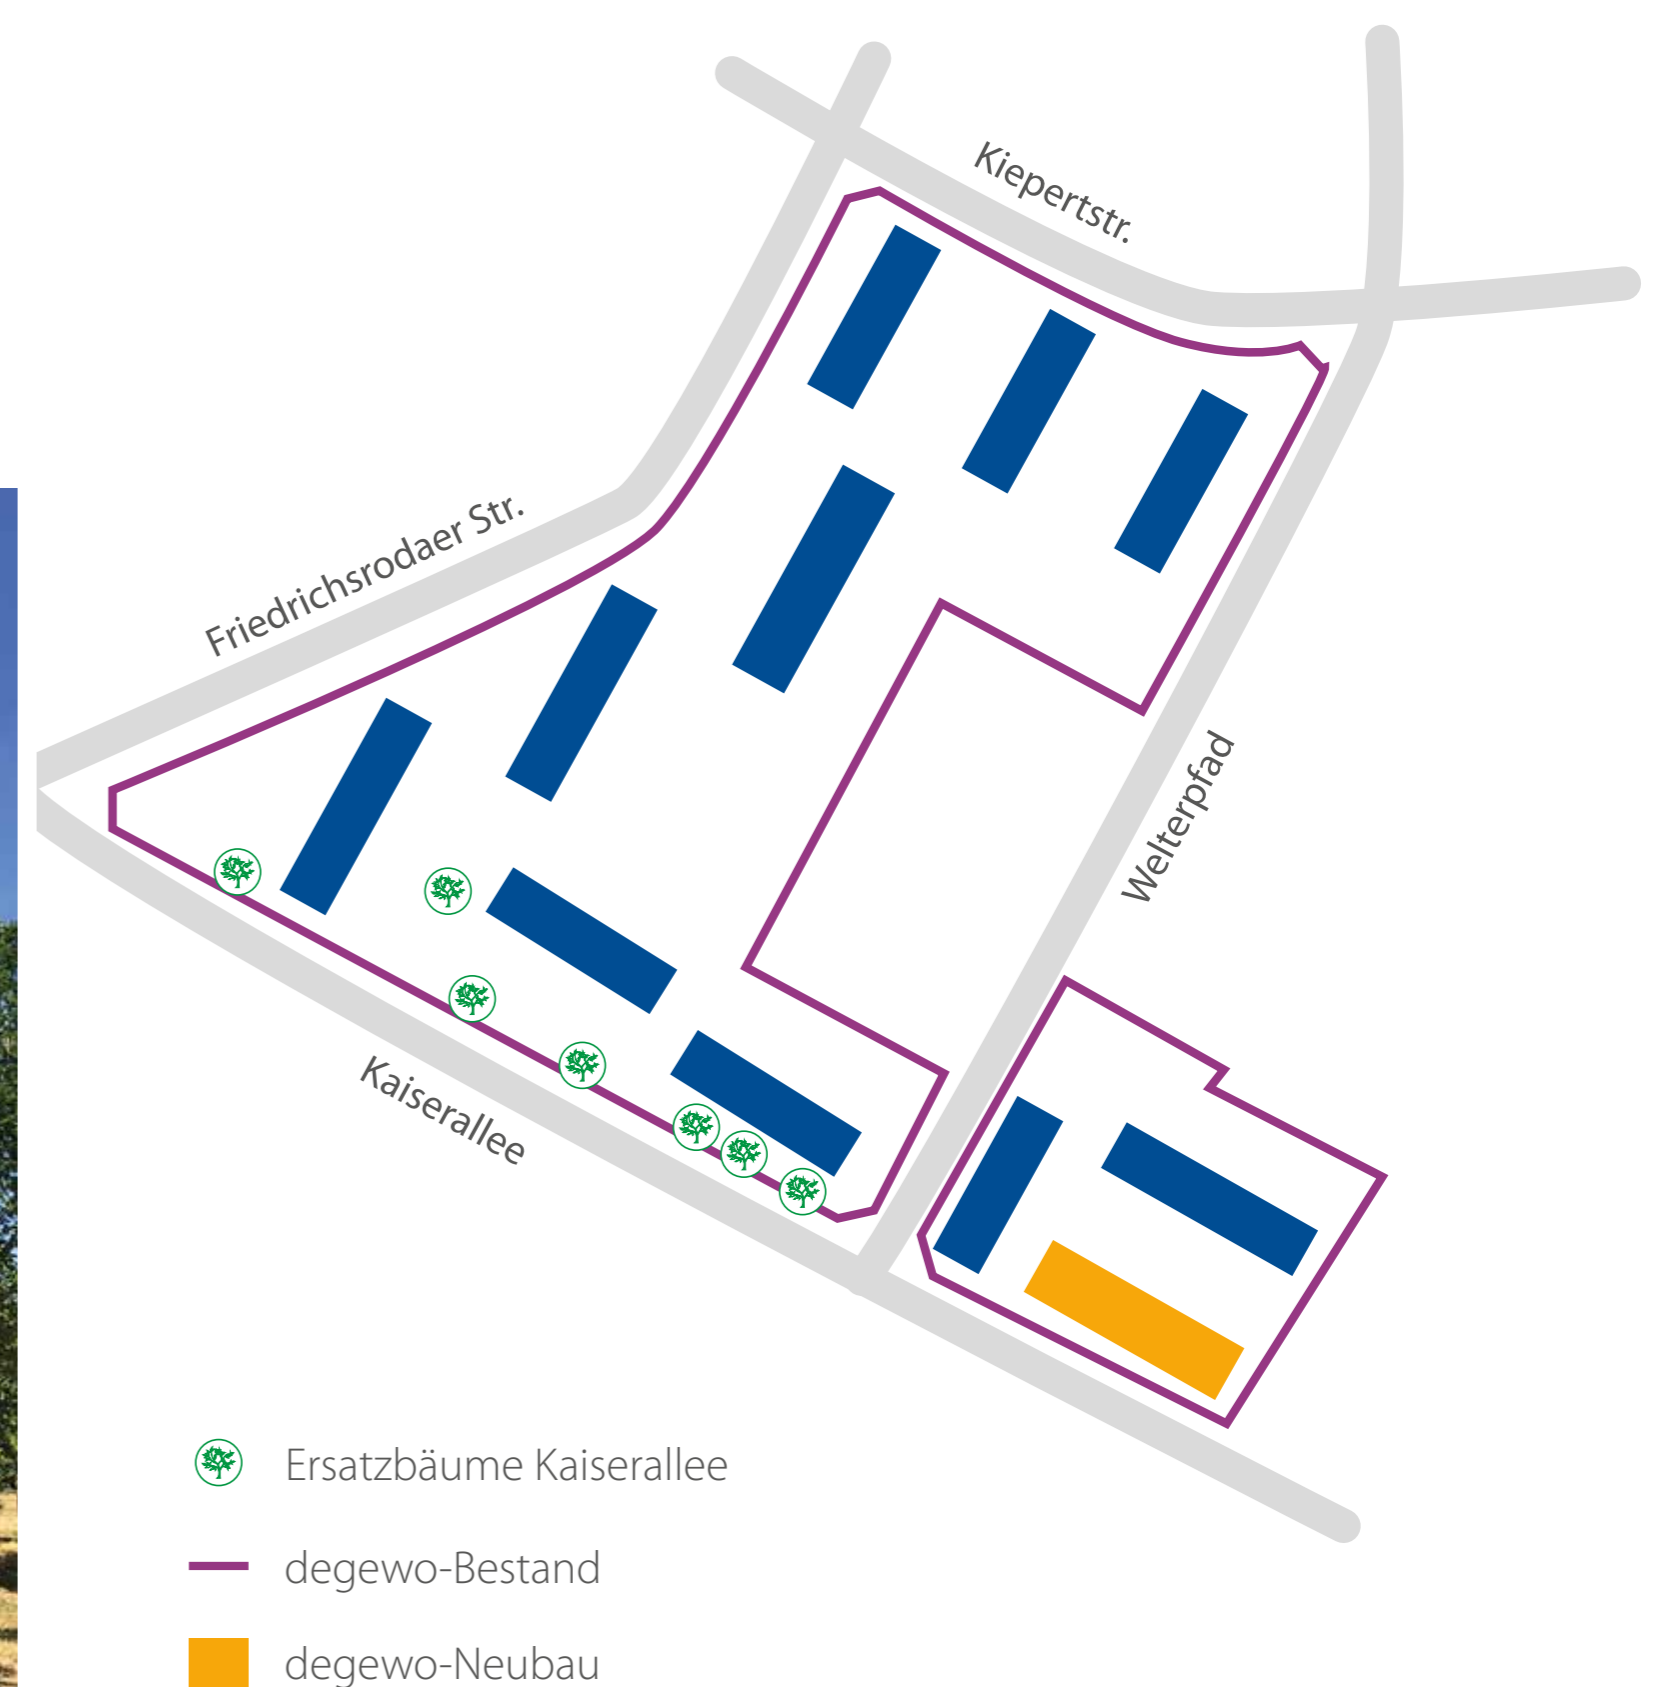 Kiepertstr.
Friedrichsrodaer Str.
Welterpfad
Kaiserallee
Ersatzbäume Kaiserallee
degewo-Bestand
degewo-Neubau